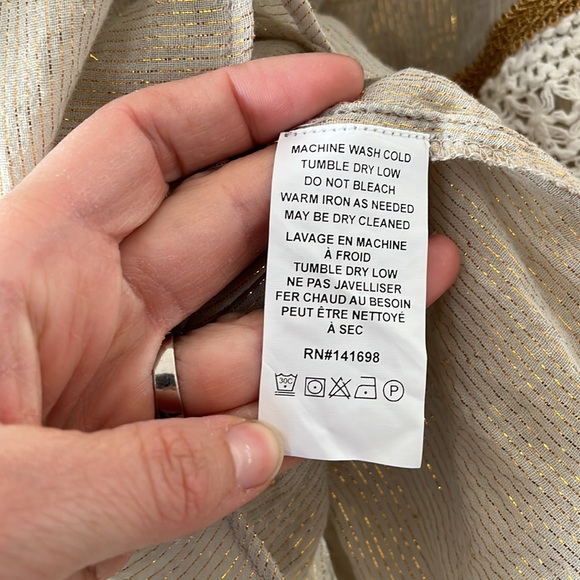 MACHINE WASH COLD
TUMBLE DRY LOW
DO NOT BLEACH
WARM IRON AS NEEDED
MAY BE DRY CLEANED
LAVAGE EN MACHINE
À FROID
TUMBLE DRY LOW
NE PAS JAVELLISER
FER CHAUD AU BESOIN
PEUT ÊTRE NETTOYÉ
À SEC
RN#141698
30C P